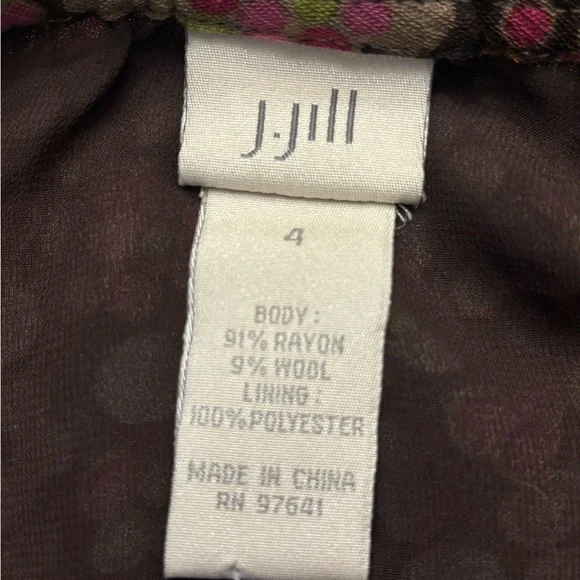 J.Jill
4
BODY:
91% RAYON
9% WOOL
LINING:
100%POLYESTER
MADE IN CHINA
RN 97641